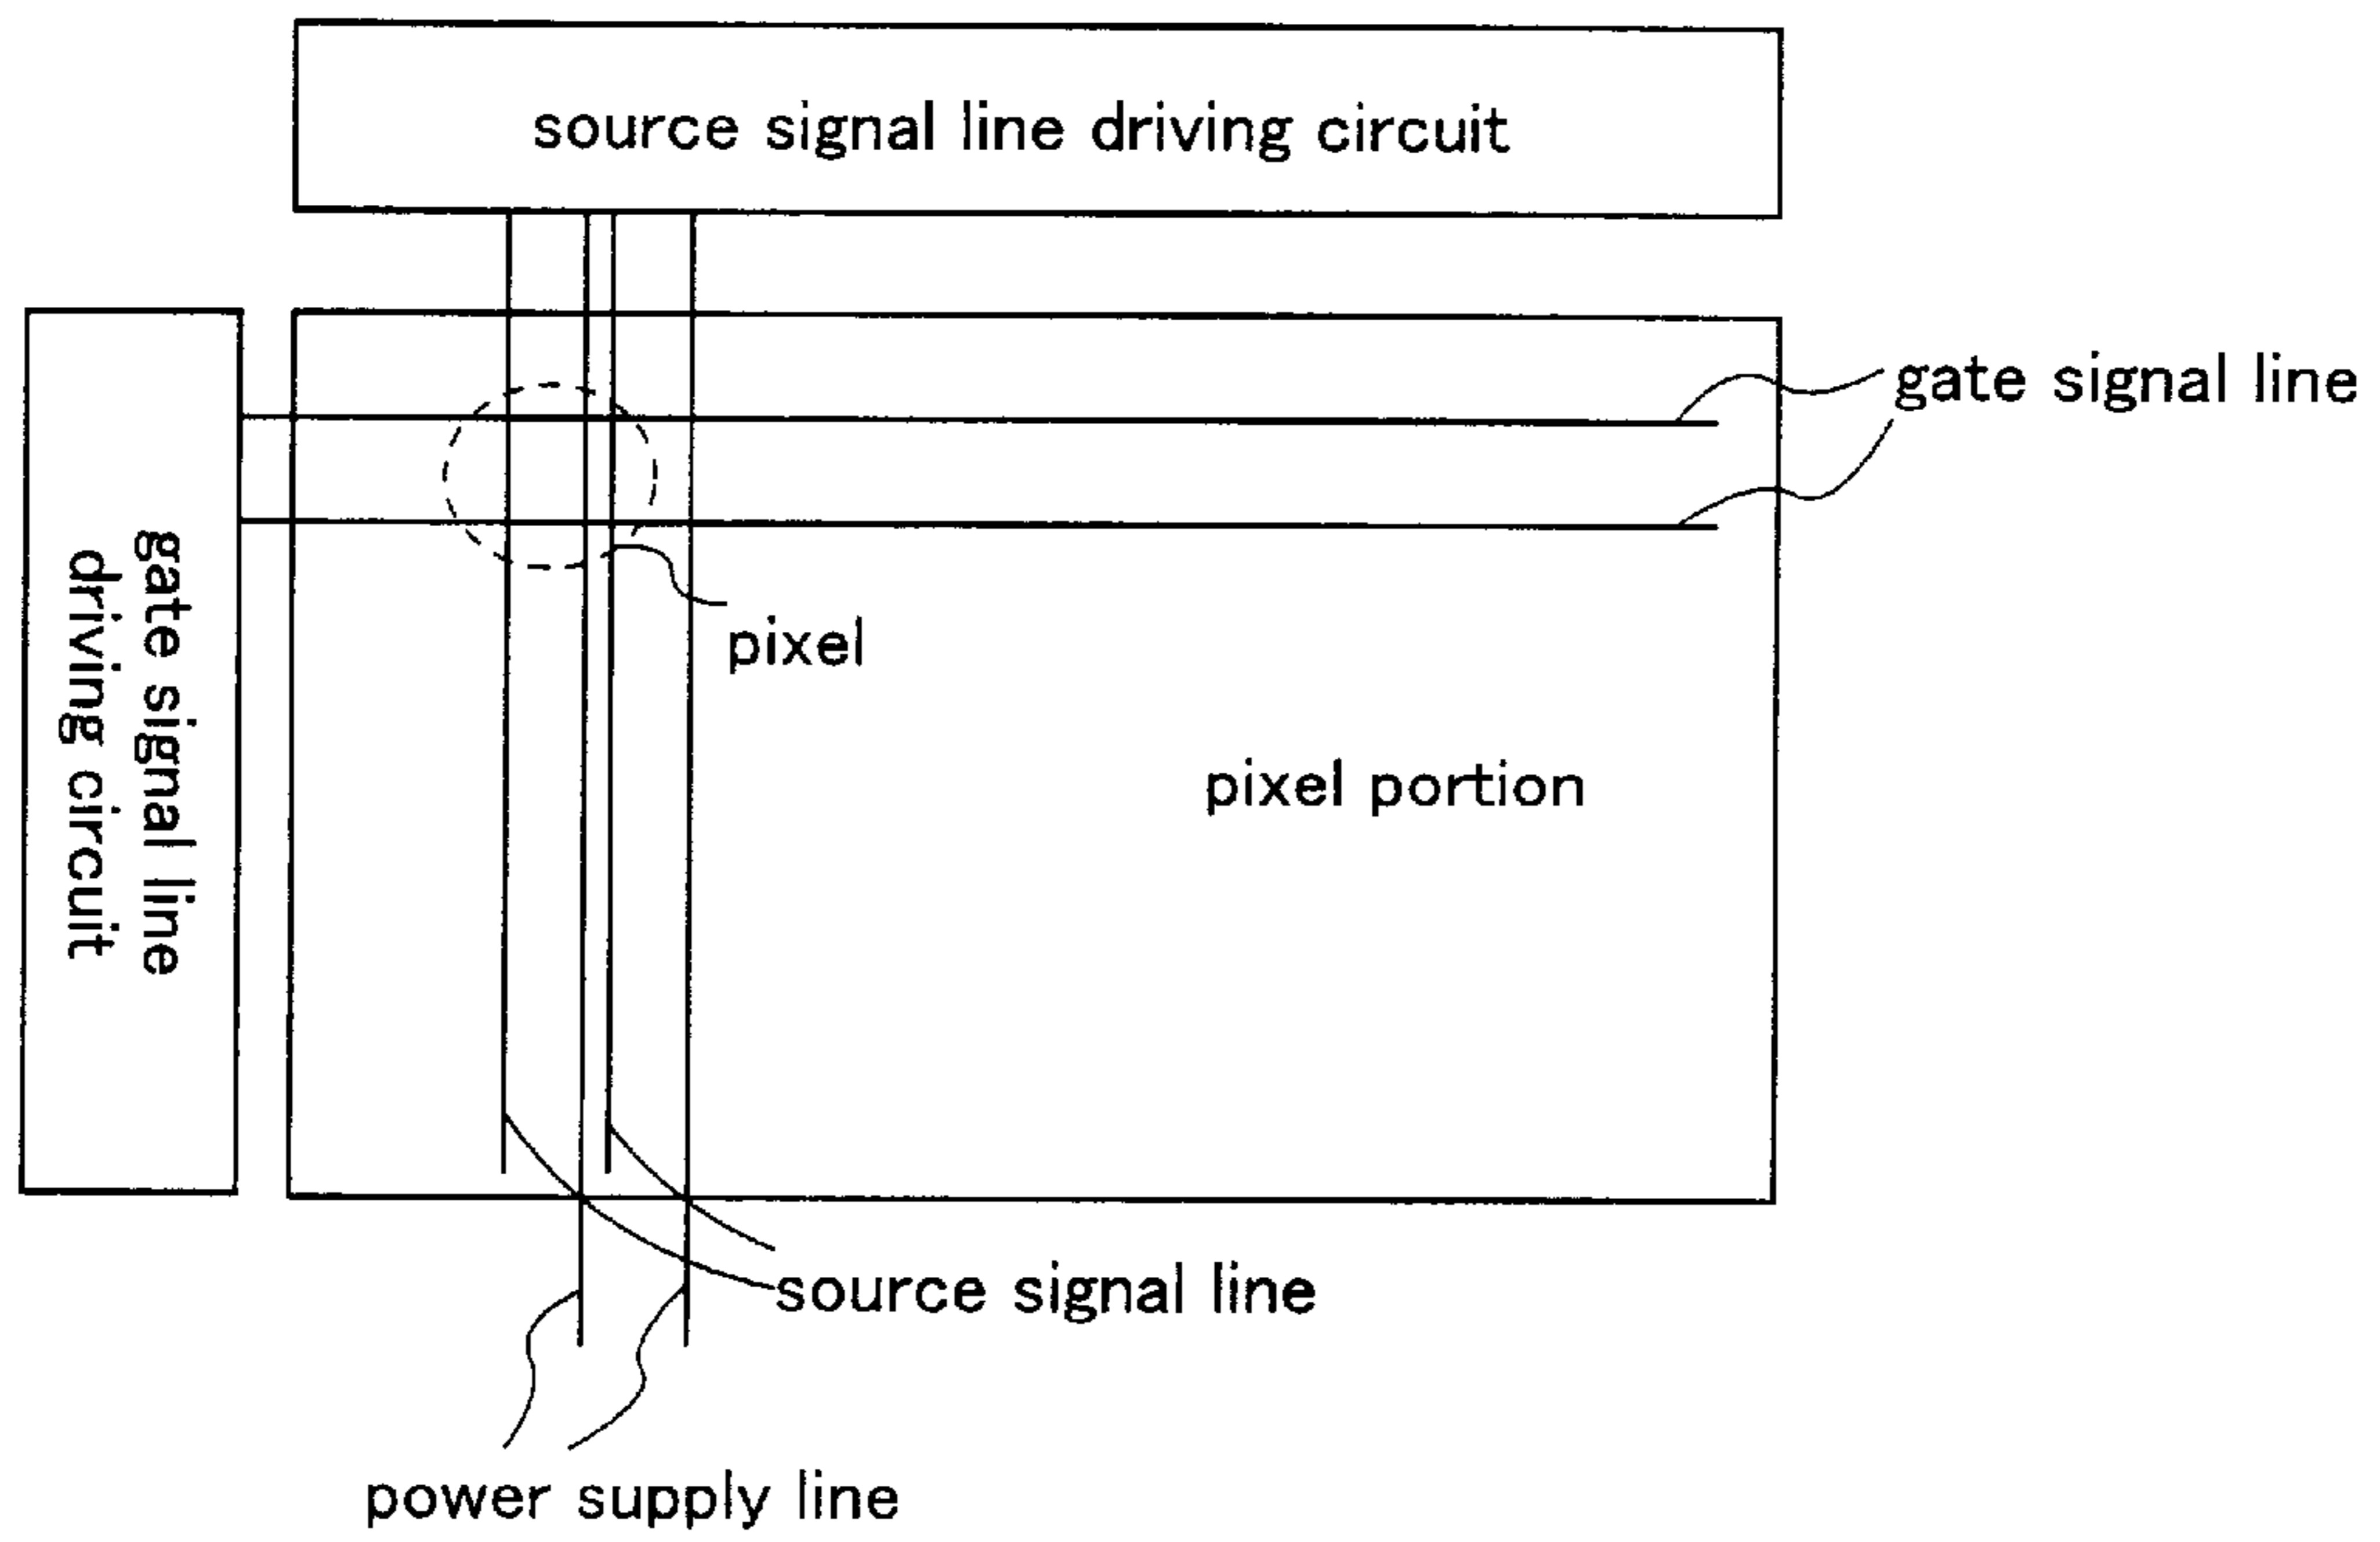 source signal line driving circuit
gate signal line
driving circuit
gate signal line
pixel
pixel portion
source signal line
power supply line